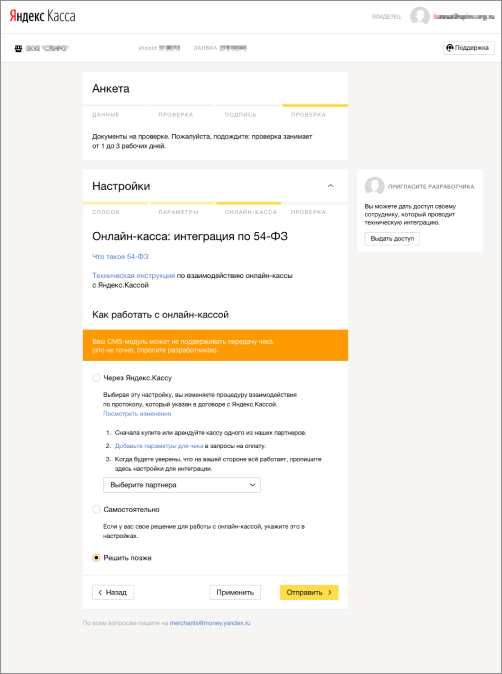 Яндекс Касса
ВЛАДЕЛЕЦ
shopId
ЗАЯВКА
Поддержка
Анкета
ДАННЫЕ ПРОВЕРКА ПОДПИСЬ ПРОВЕРКА
Документы на проверке. Пожалуйста, подождите: проверка занимает
от 1 до 3 рабочих дней.
Настройки
СПОСОБ ПАРАМЕТРЫ ОНЛАЙН-КАССА ПРОВЕРКА
Онлайн-касса: интеграция по 54-ФЗ
Что такое 54-ФЗ
Техническая инструкция по взаимодействию онлайн-кассы
с Яндекс.Кассой
Как работать с онлайн-кассой
Ваш CMS-модуль может не поддерживать передачу чека.
(это не точно, спросите разработчиков).
Через Яндекс.Кассу
Выбирая эту настройку, вы изменяете процедуру взаимодействия
по протоколу, который указан в договоре с Яндекс.Кассой.
Посмотреть изменения
1. Сначала купите или арендуйте кассу одного из наших партнеров.
2. Добавьте параметры для чека в запросы на оплату.
3. Когда будете уверены, что на вашей стороне всё работает, пропишите
здесь настройки для интеграции.
Выберите партнера
Самостоятельно
Если у вас свое решение для работы с онлайн-кассой, укажите это в
настройках.
Решить позже
Назад
Применить
Отправить
По всем вопросам пишите на merchants@money.yandex.ru
ПРИГЛАСИТЕ РАЗРАБОТЧИКА
Вы можете дать доступ своему
сотруднику, который проводит
техническую интеграцию.
Выдать доступ